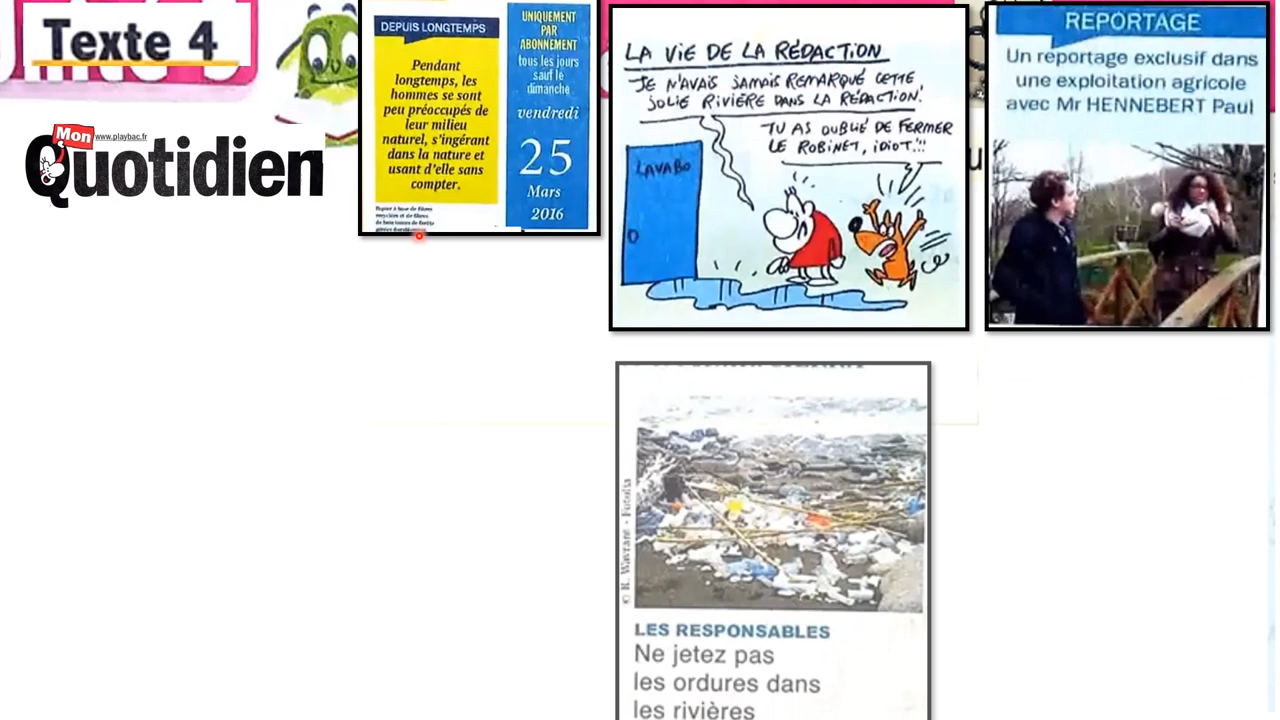 Texte 4
Mon
www.playbac.fr
Quotidien
DEPUIS LONGTEMPS
Pendant
longtemps, les
hommes se sont
peu préoccupés de
leur milieu
naturel, s'ingérant
dans la nature et
usant d'elle sans
compter.
UNIQUEMENT
PAR
ABONNEMENT
tous les jours
sauf le
dimanche
vendredi
25
Mars
2016
LA VIE DE LA RÉDACTION
JE N'AVAIS JAMAIS REMARQUÉ CETTE
JOLIE RIVIÈRE DANS LA RÉDACTION!
TU AS OUBLIÉ DE FERMER
LE ROBINET, IDIOT!!!
LAVABO
REPORTAGE
Un reportage exclusif dans
une exploitation agricole
avec Mr HENNEBERT Paul
LES RESPONSABLES
Ne jetez pas
les ordures dans
les rivières